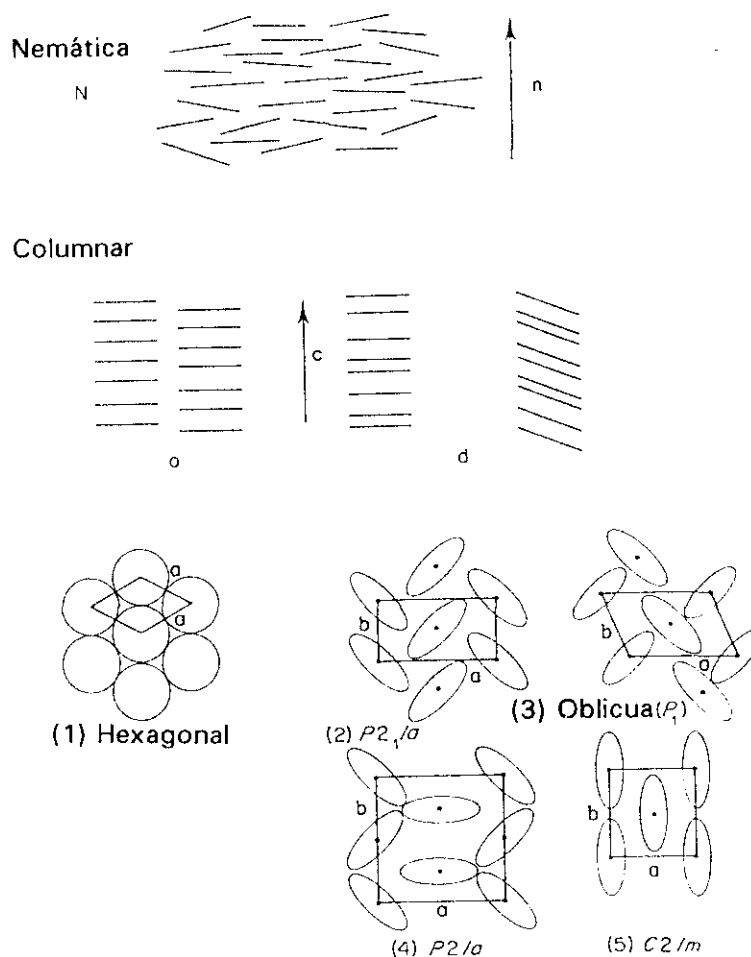 Nemática
N
n
Columnar
c
o
d
a
a
b
a
b
a
(1) Hexagonal
(2) P2₁/a
(3) Oblicua (P₁)
b
a
b
a
(4) P2/a
(5) C2/m